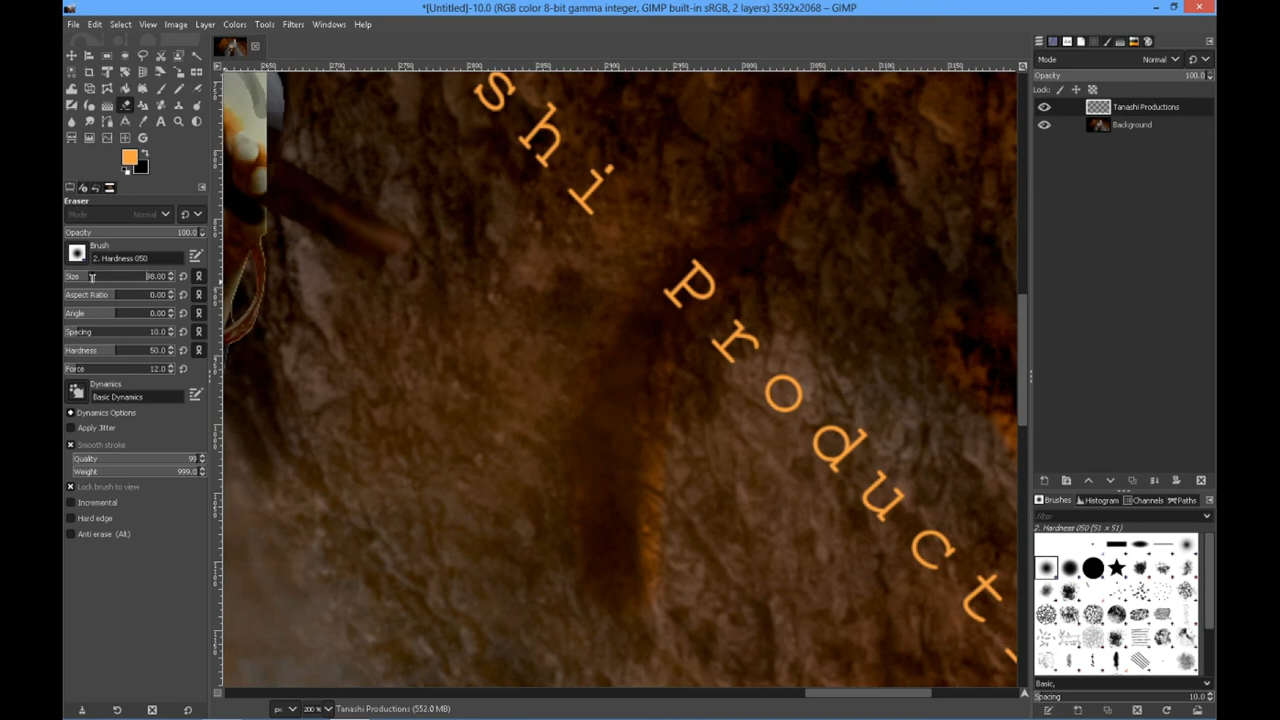 *[Untitled]-10.0 (RGB color 8-bit gamma integer, GIMP built-in sRGB, 2 layers) 3592x2068 – GIMP
File Edit Select View Image Layer Colors Tools Filters Windows Help
Mode Normal
Opacity 100.0
Lock:
Tanashi Productions
Background
Eraser
Mode Normal
Opacity 100.0
Brush
2. Hardness 050
Size 98.00
Aspect Ratio 0.00
Angle 0.00
Spacing 10.0
Hardness 50.0
Force 12.0
Dynamics
Basic Dynamics
Dynamics Options
Apply Jitter
Smooth stroke
Quality 99
Weight 999.0
Lock brush to view
Incremental
Hard edge
Anti erase (Alt)
shi Product
Brushes Histogram Channels Paths
filter
2. Hardness 050 (51 × 51)
Basic,
Spacing 10.0
px 200 % Tanashi Productions (552.0 MB)